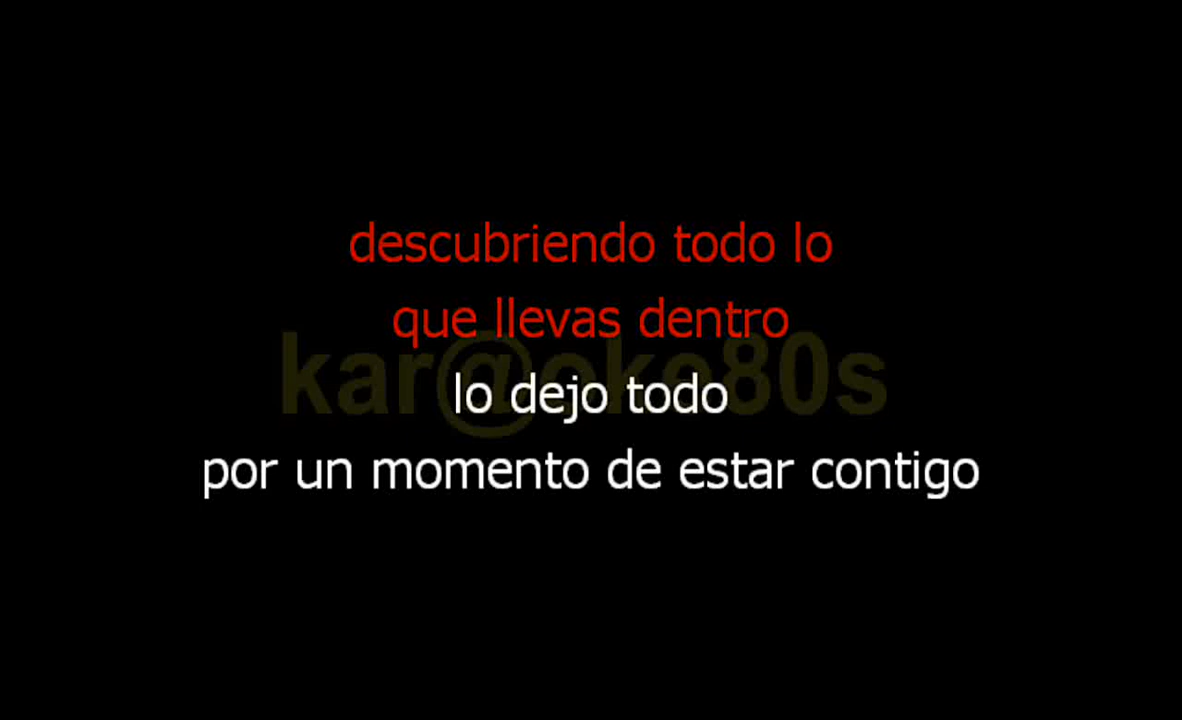 descubriendo todo lo
que llevas dentro
kar@oke80s
lo dejo todo
por un momento de estar contigo